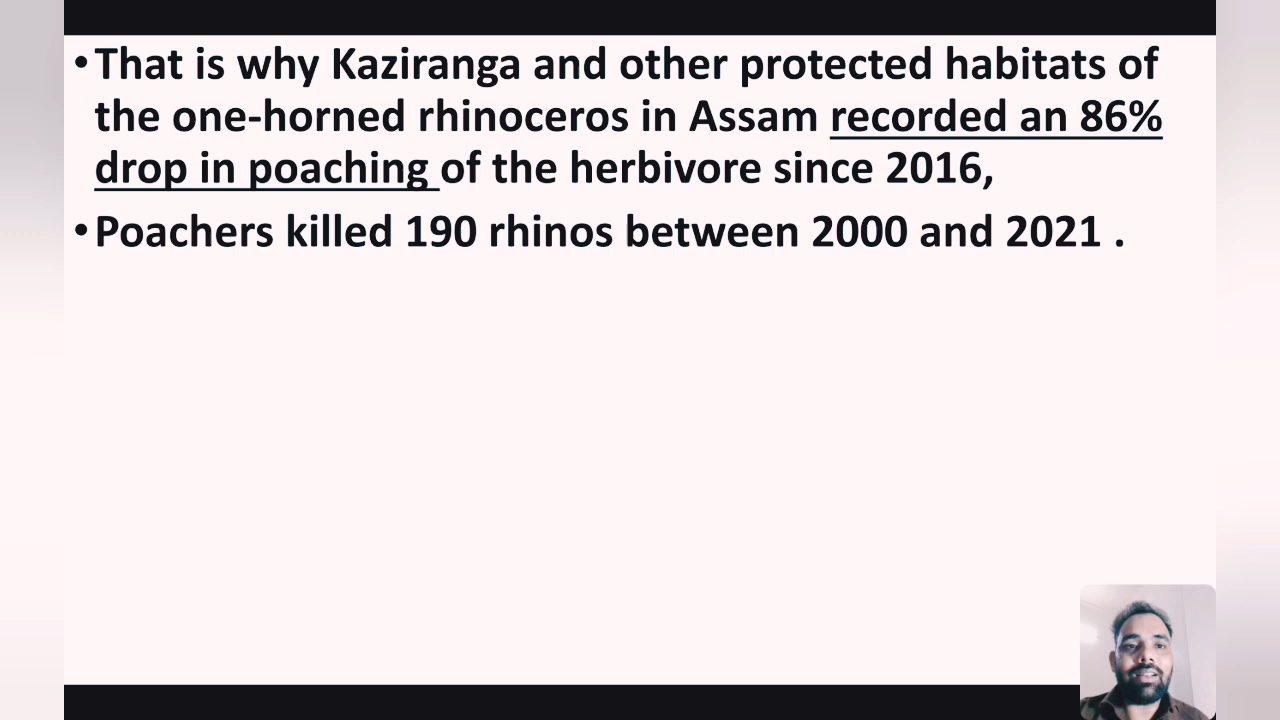 •That is why Kaziranga and other protected habitats of
the one-horned rhinoceros in Assam recorded an 86%
drop in poaching of the herbivore since 2016,
•Poachers killed 190 rhinos between 2000 and 2021 .